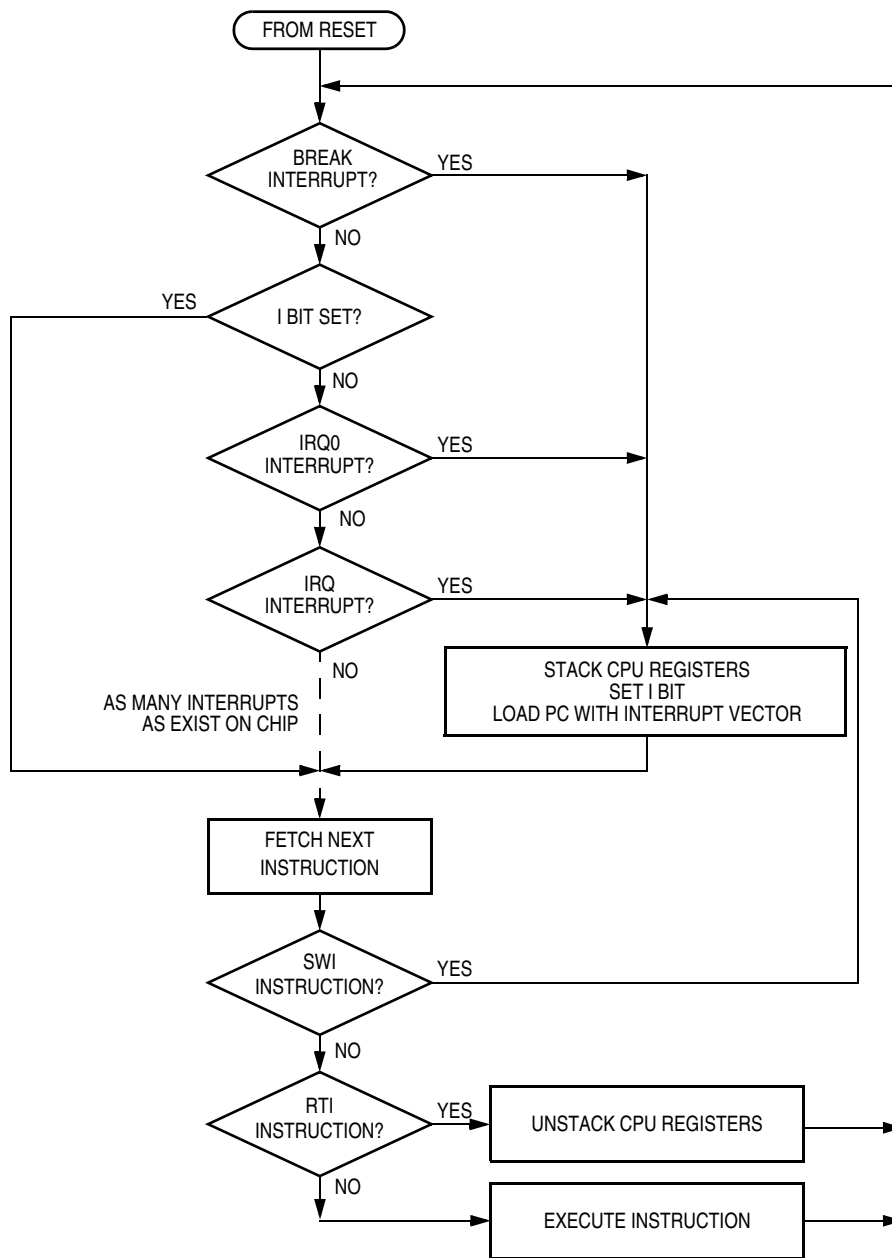 FROM RESET
BREAK
INTERRUPT?
YES
NO
YES
I BIT SET?
NO
IRQ0
INTERRUPT?
YES
NO
IRQ
INTERRUPT?
YES
NO
AS MANY INTERRUPTS
AS EXIST ON CHIP
STACK CPU REGISTERS
SET I BIT
LOAD PC WITH INTERRUPT VECTOR
FETCH NEXT
INSTRUCTION
SWI
INSTRUCTION?
YES
NO
RTI
INSTRUCTION?
YES
UNSTACK CPU REGISTERS
NO
EXECUTE INSTRUCTION